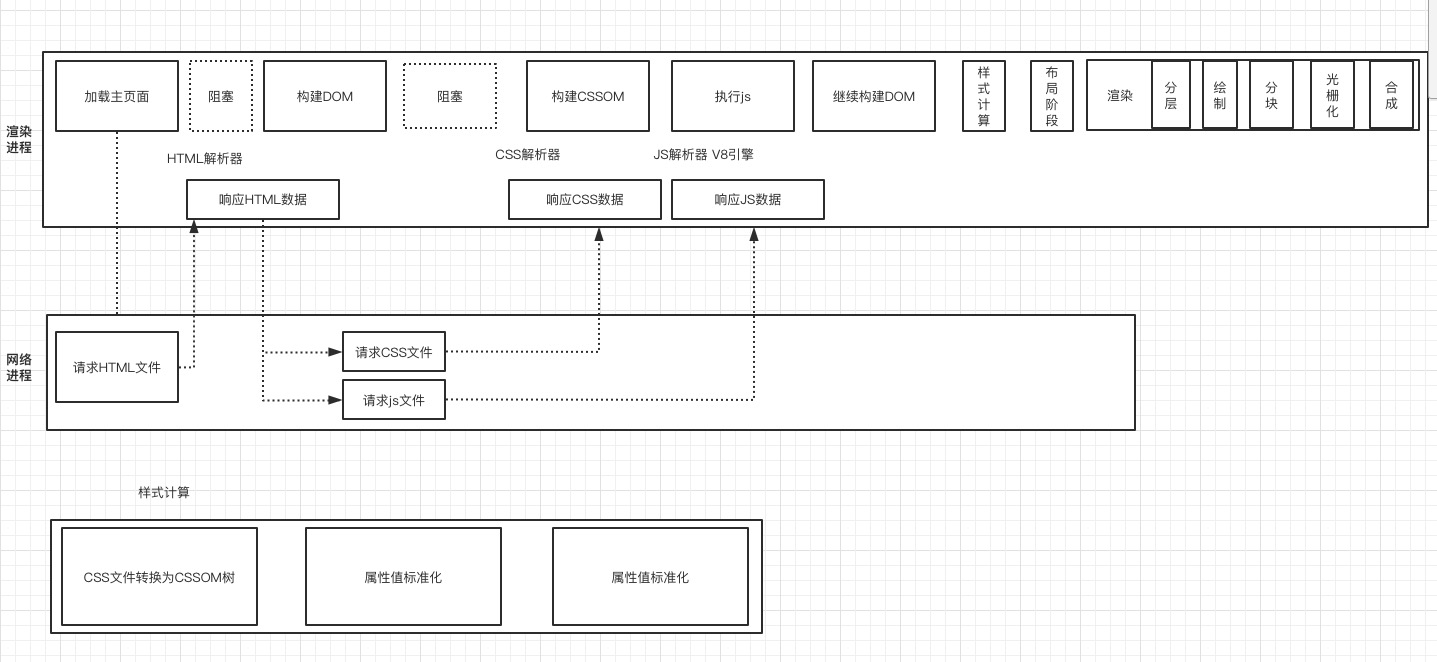 加载主页面
阻塞
构建DOM
阻塞
构建CSSOM
执行js
继续构建DOM
样式计算
布局阶段
渲染
分层
绘制
分块
光栅化
合成
渲染
进程
HTML解析器
CSS解析器
JS解析器 V8引擎
响应HTML数据
响应CSS数据
响应JS数据
网络
进程
请求HTML文件
请求CSS文件
请求js文件
样式计算
CSS文件转换为CSSOM树
属性值标准化
属性值标准化